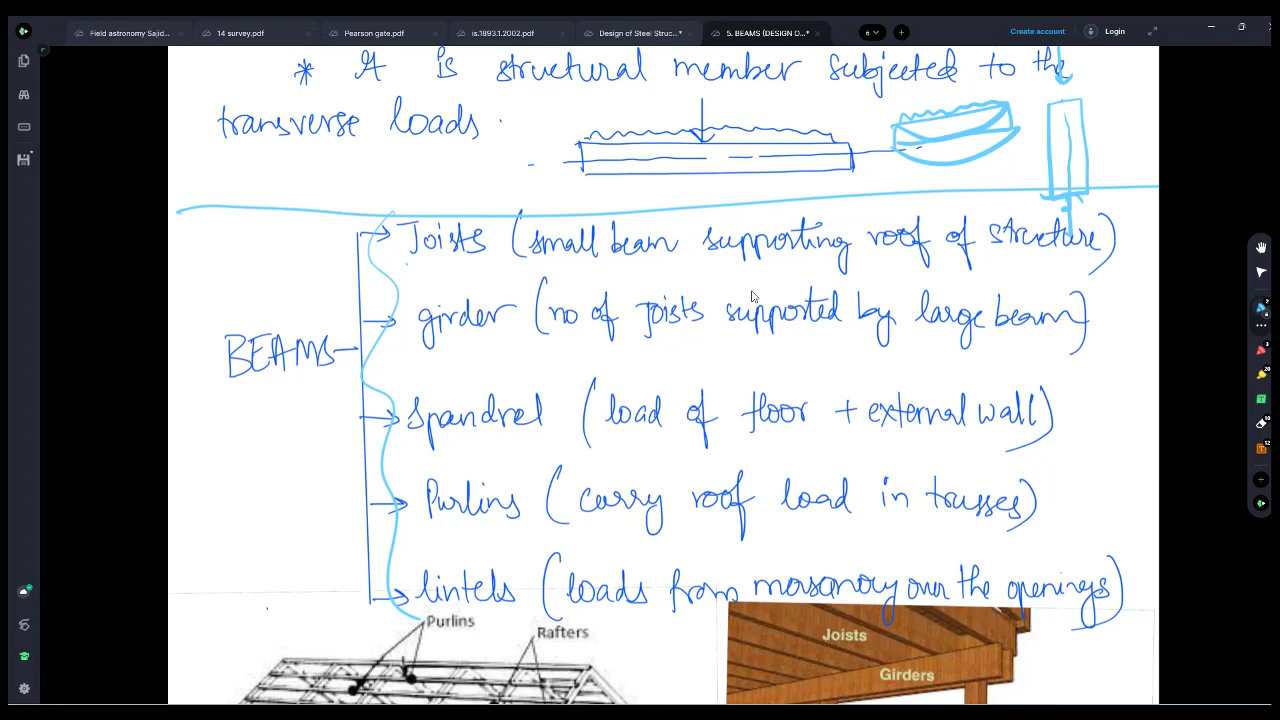 Field astronomy Sajid...
14 survey.pdf
Pearson gate.pdf
is.1893.1.2002.pdf
Design of Steel Struc...*
5. BEAMS (DESIGN O...*
6
Create account
Login
* It is structural member subjected to the
transverse loads.
BEAMS
Joists (small beam supporting roof of structure)
girder (no of Joists supported by large beam)
Spandrel (load of floor + external wall)
Purlins (carry roof load in trusses)
lintels (loads from masonary over the openings)
Purlins
Rafters
Joists
Girders